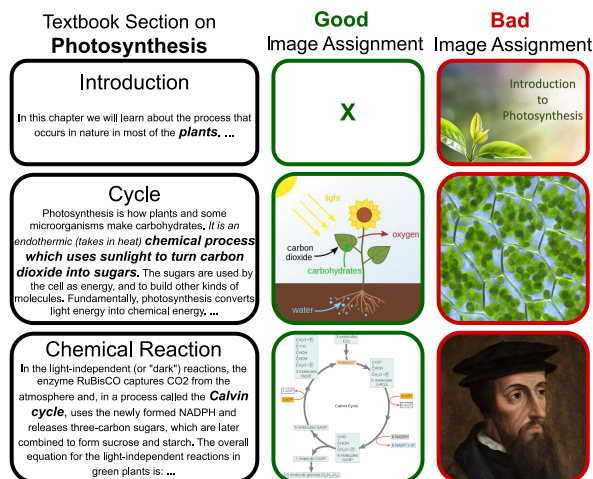 Textbook Section on
Photosynthesis
Good
Image Assignment
Bad
Image Assignment
Introduction
In this chapter we will learn about the process that
occurs in nature in most of the plants. ...
X
Introduction
to
Photosynthesis
Cycle
Photosynthesis is how plants and some
microorganisms make carbohydrates. It is an
endothermic (takes in heat) chemical process
which uses sunlight to turn carbon
dioxide into sugars. The sugars are used by
the cell as energy, and to build other kinds of
molecules. Fundamentally, photosynthesis converts
light energy into chemical energy. ...
light
oxygen
carbon
dioxide
carbohydrates
water
Chemical Reaction
In the light-independent (or "dark") reactions, the
enzyme RuBisCO captures CO2 from the
atmosphere and, in a process called the Calvin
cycle, uses the newly formed NADPH and
releases three-carbon sugars, which are later
combined to form sucrose and starch. The overall
equation for the light-independent reactions in
green plants is: ...
RuBisCO
Calvin Cycle